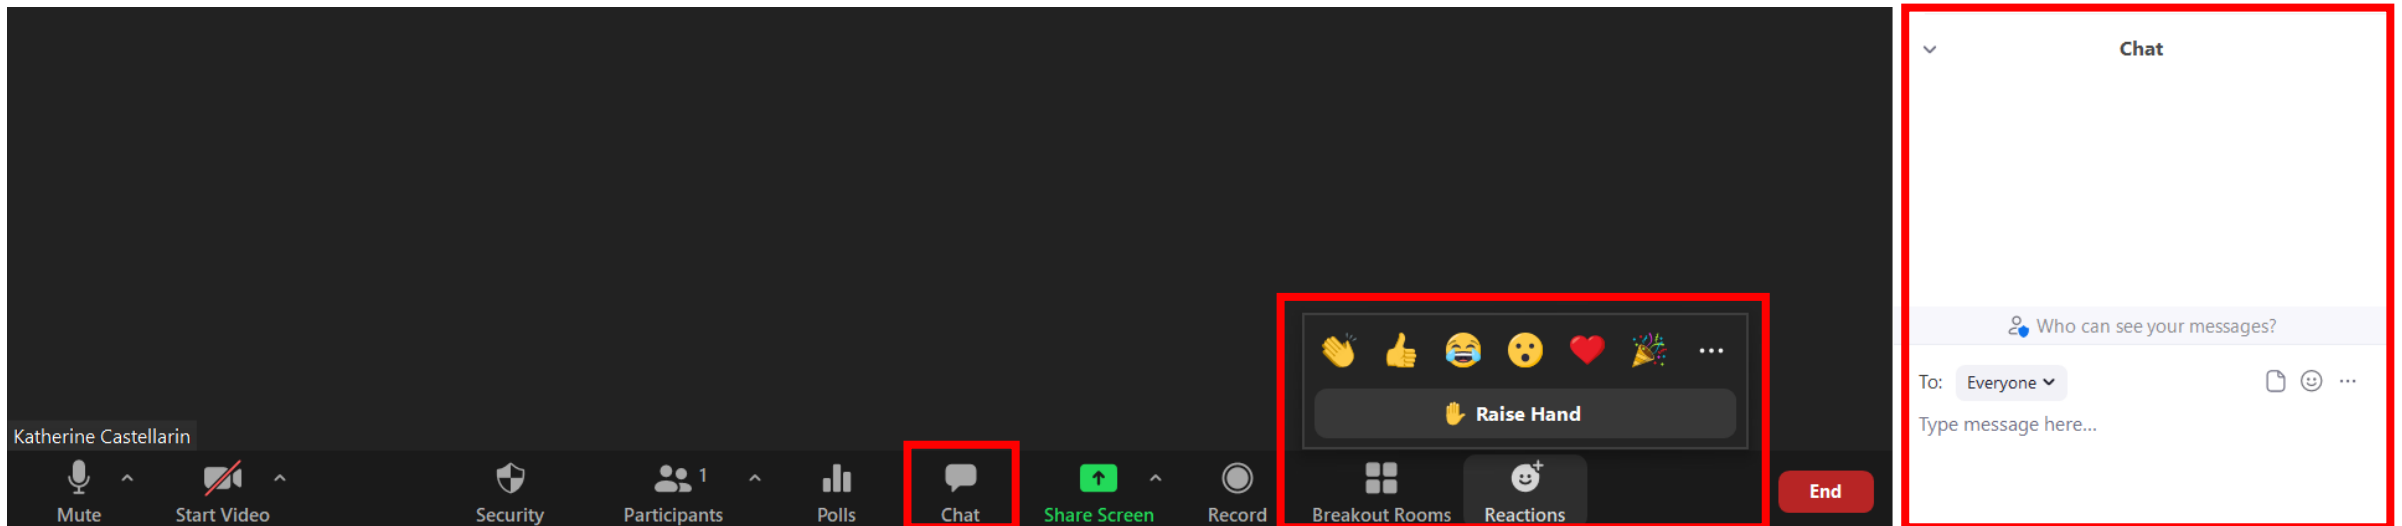 Chat
Who can see your messages?
To: Everyone
Type message here...
Raise Hand
Katherine Castellarin
Mute Start Video Security Participants 1 Polls Chat Share Screen Record Breakout Rooms Reactions End